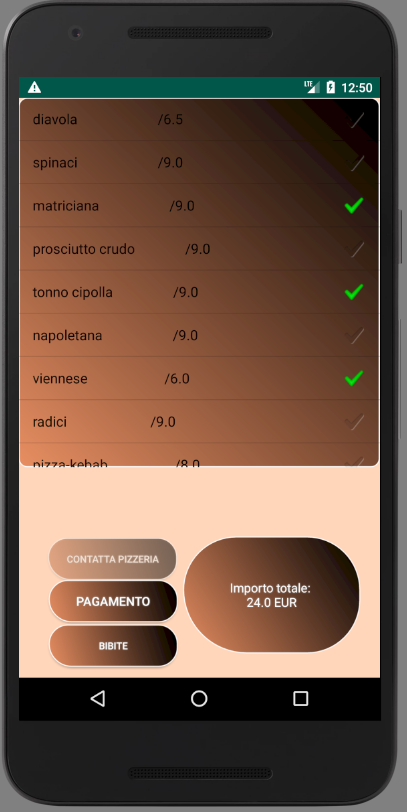 LTE 12:50
diavola /6.5
spinaci /9.0
matriciana /9.0
prosciutto crudo /9.0
tonno cipolla /9.0
napoletana /9.0
viennese /6.0
radici /9.0
pizza-kebab /8.0
CONTATTA PIZZERIA
PAGAMENTO
BIBITE
Importo totale:
24.0 EUR